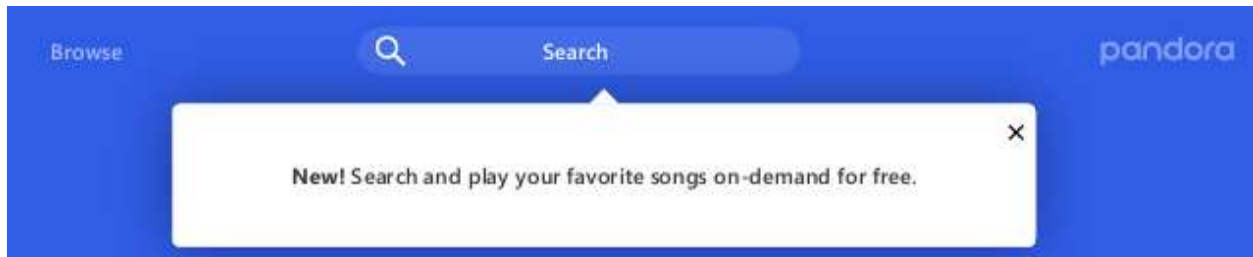 Browse
Search
pandora
New! Search and play your favorite songs on-demand for free.